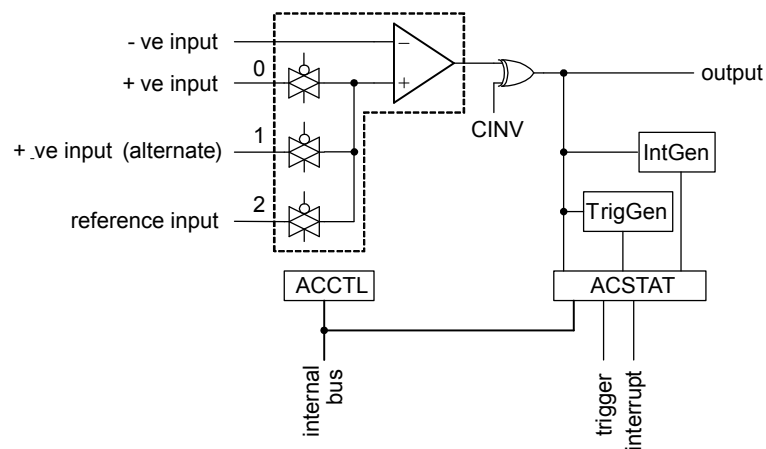 - ve input
−
0
+ ve input
+
output
CINV
1
+ ve input (alternate)
IntGen
2
reference input
TrigGen
ACCTL
ACSTAT
internal
bus
trigger
interrupt